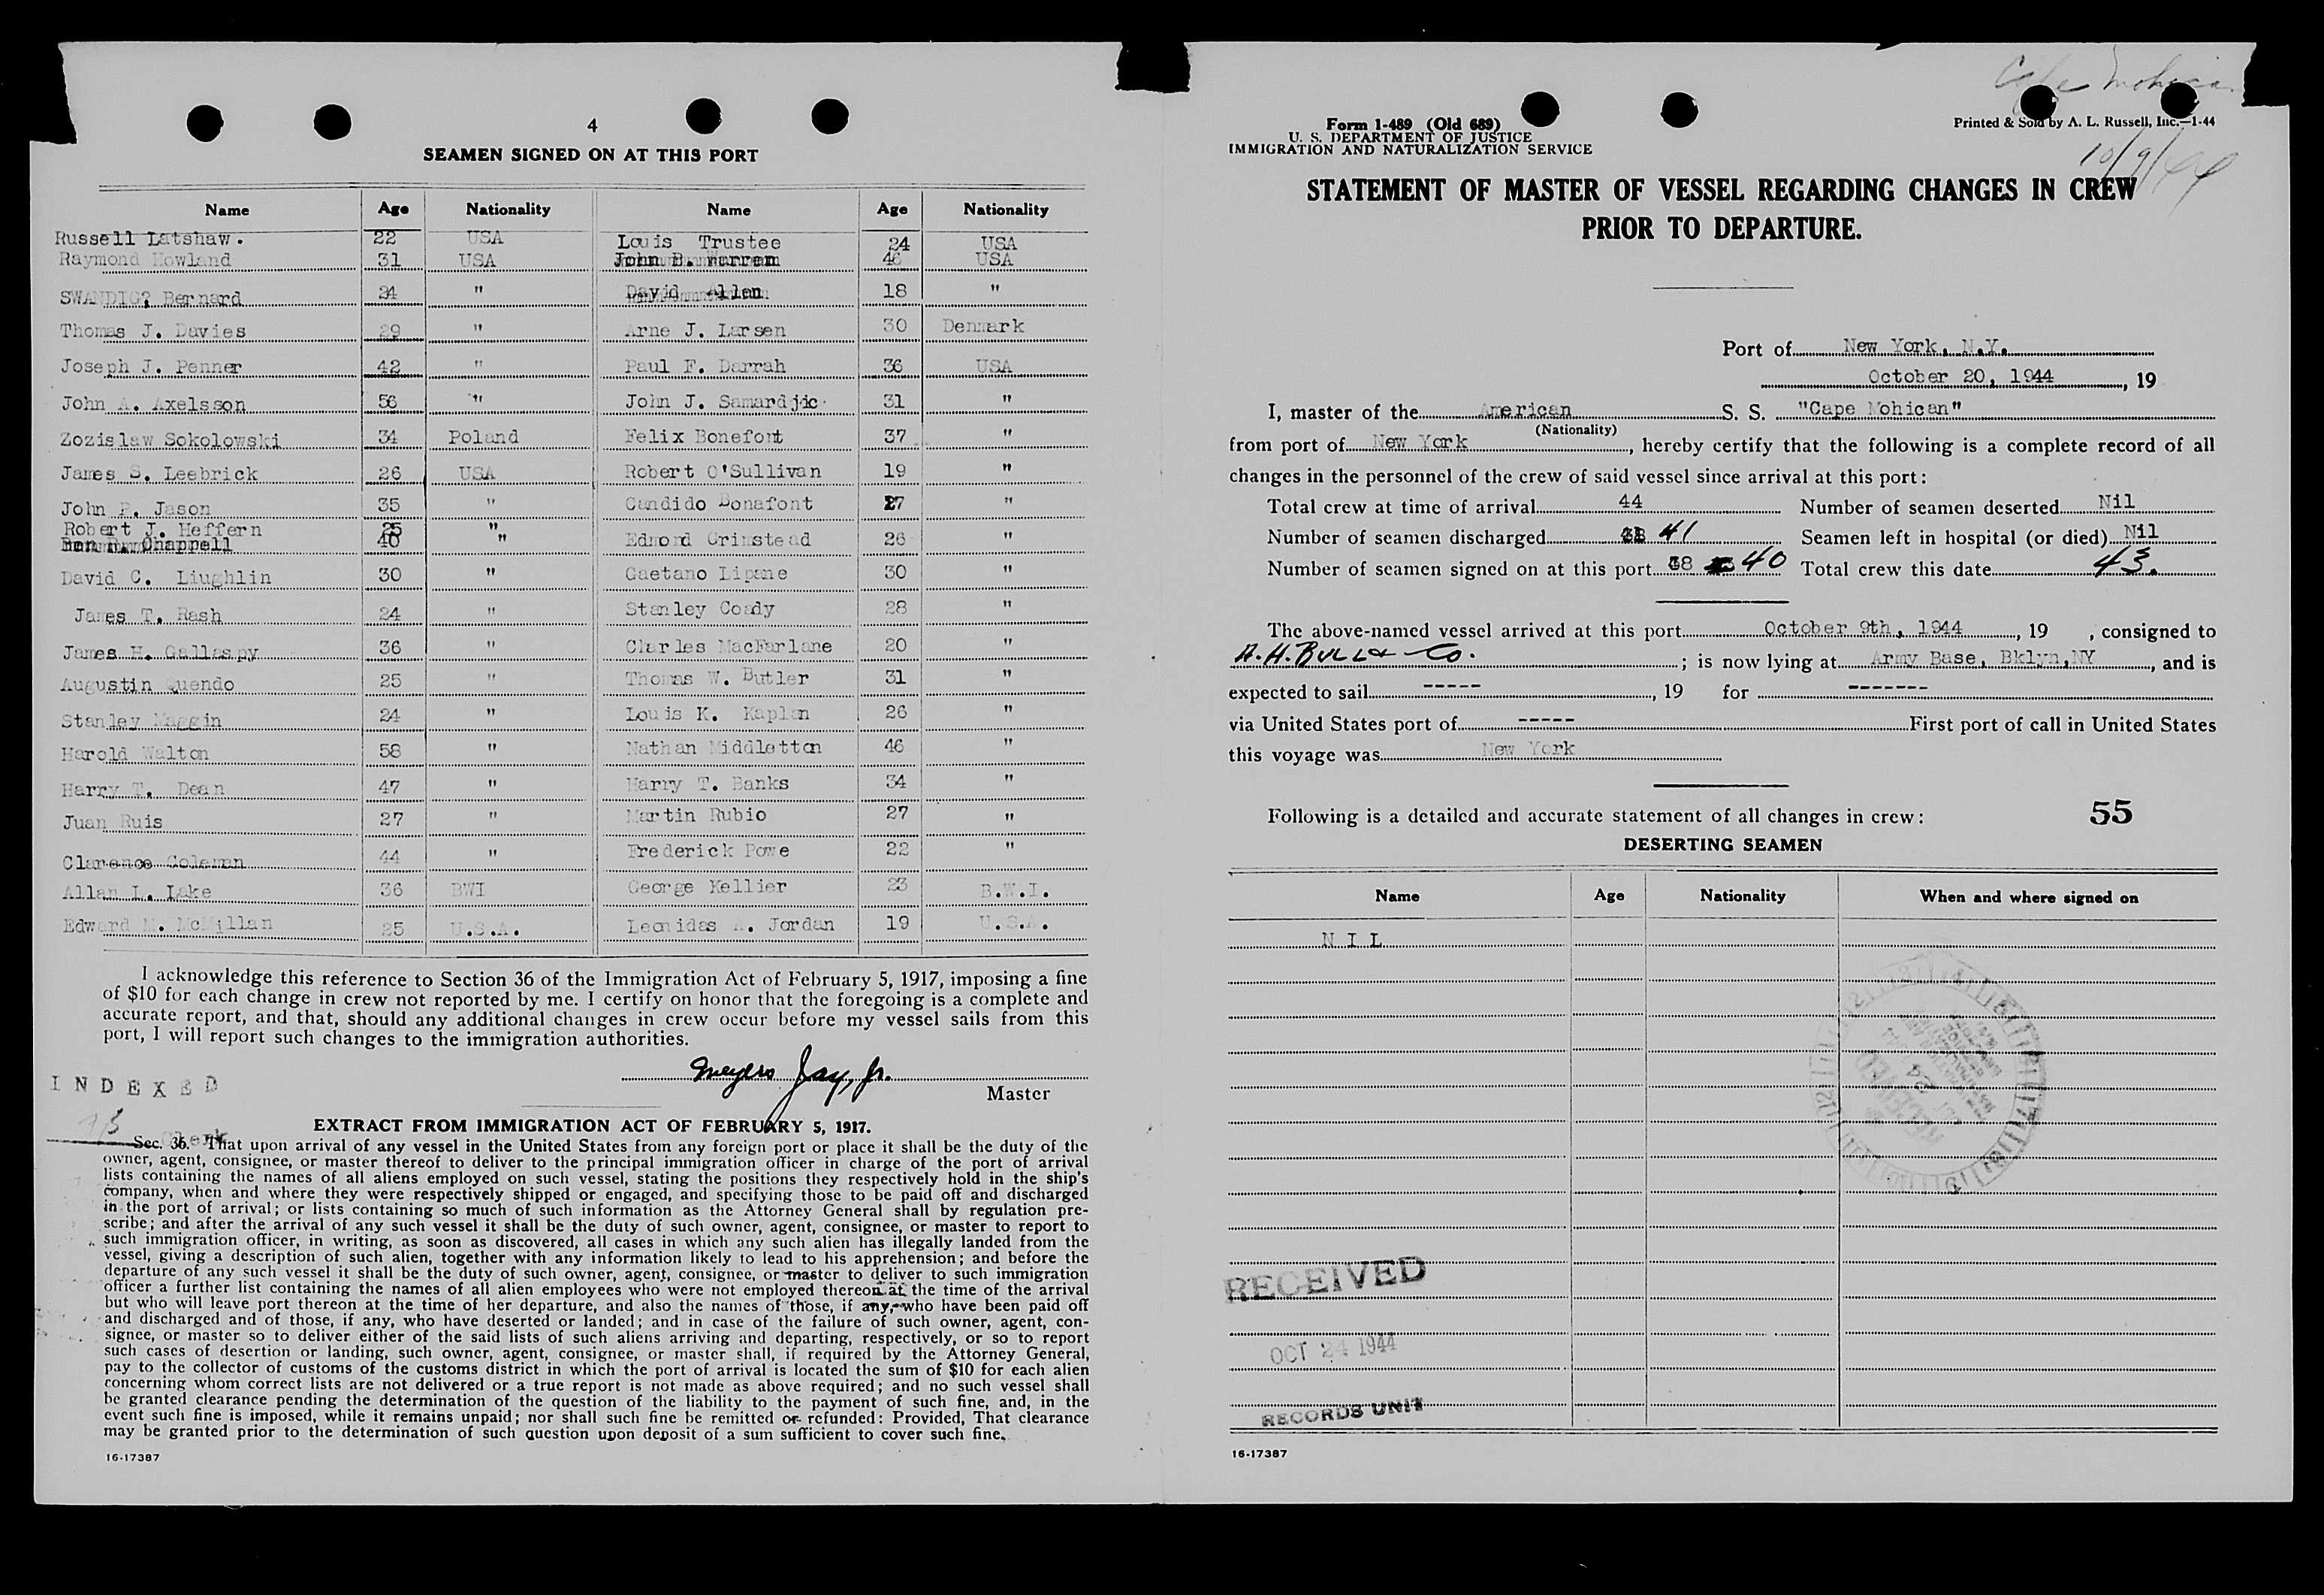 4
SEAMEN SIGNED ON AT THIS PORT
Name Age Nationality Name Age Nationality
Russell Latshaw. 22 USA Louis Trustee 24 USA
Raymond Howland 31 USA John B. Warren 46 USA
SWANDIG? Bernard 24 " David Allen 18 "
Thomas J. Davies 29 " Arne J. Larsen 30 Denmark
Joseph J. Penner 42 " Paul F. Darrah 36 USA
John A. Axelsson 56 " John J. Samardjic 31 "
Zozislaw Sokolowski 34 Poland Felix Bonefont 37 "
James S. Leebrick 26 USA Robert O'Sullivan 19 "
John P. Jason 35 " Candido Bonafont 27 "
Robert J. Heffern 25 "
Ben R. Chappell 40 " Edmord Grimstead 26 "
David C. Liughlin 30 " Gaetano Lipane 30 "
James T. Rash 24 " Stanley Coady 28 "
James H. Gallaspy 36 " Charles MacFarlane 20 "
Augustin Quendo 25 " Thomas W. Butler 31 "
Stanley Maggin 24 " Louis K. Kaplan 26 "
Harold Walton 58 " Nathan Middletton 46 "
Harry T. Dean 47 " Harry T. Banks 34 "
Juan Ruis 27 " Martin Rubio 27 "
Clarence Coleman 44 " Frederick Powe 22 "
Allan L. Lake 36 BWI George Kellier 23 B.W.I.
Edward M. McMillan 25 U.S.A. Leonidas A. Jordan 19 U.S.A.
I acknowledge this reference to Section 36 of the Immigration Act of February 5, 1917, imposing a fine
of $10 for each change in crew not reported by me. I certify on honor that the foregoing is a complete and
accurate report, and that, should any additional changes in crew occur before my vessel sails from this
port, I will report such changes to the immigration authorities.
Meyers Jay, Jr.
Master
INDEXED
Clerk
EXTRACT FROM IMMIGRATION ACT OF FEBRUARY 5, 1917.
Sec. 36. That upon arrival of any vessel in the United States from any foreign port or place it shall be the duty of the
owner, agent, consignee, or master thereof to deliver to the principal immigration officer in charge of the port of arrival
lists containing the names of all aliens employed on such vessel, stating the positions they respectively hold in the ship's
company, when and where they were respectively shipped or engaged, and specifying those to be paid off and discharged
in the port of arrival; or lists containing so much of such information as the Attorney General shall by regulation pre-
scribe; and after the arrival of any such vessel it shall be the duty of such owner, agent, consignee, or master to report to
such immigration officer, in writing, as soon as discovered, all cases in which any such alien has illegally landed from the
vessel, giving a description of such alien, together with any information likely to lead to his apprehension; and before the
departure of any such vessel it shall be the duty of such owner, agent, consignee, or master to deliver to such immigration
officer a further list containing the names of all alien employees who were not employed thereon at the time of the arrival
but who will leave port thereon at the time of her departure, and also the names of those, if any, who have been paid off
and discharged and of those, if any, who have deserted or landed; and in case of the failure of such owner, agent, con-
signee, or master so to deliver either of the said lists of such aliens arriving and departing, respectively, or so to report
such cases of desertion or landing, such owner, agent, consignee, or master shall, if required by the Attorney General,
pay to the collector of customs of the customs district in which the port of arrival is located the sum of $10 for each alien
concerning whom correct lists are not delivered or a true report is not made as above required; and no such vessel shall
be granted clearance pending the determination of the question of the liability to the payment of such fine, and, in the
event such fine is imposed, while it remains unpaid; nor shall such fine be remitted or refunded: Provided, That clearance
may be granted prior to the determination of such question upon deposit of a sum sufficient to cover such fine.
16-17387
Cape Mohican
10/9/44
Form 1-489 (Old 689)
U. S. DEPARTMENT OF JUSTICE
IMMIGRATION AND NATURALIZATION SERVICE
Printed & Sold by A. L. Russell, Inc.—1-44
STATEMENT OF MASTER OF VESSEL REGARDING CHANGES IN CREW
PRIOR TO DEPARTURE.
Port of New York, N.Y.
October 20, 1944, 19
I, master of the American S. S. "Cape Mohican"
(Nationality)
from port of New York, hereby certify that the following is a complete record of all
changes in the personnel of the crew of said vessel since arrival at this port:
Total crew at time of arrival 44 Number of seamen deserted Nil
Number of seamen discharged 41 Seamen left in hospital (or died) Nil
Number of seamen signed on at this port 38 40 Total crew this date 43.
The above-named vessel arrived at this port October 9th, 1944, 19 , consigned to
A.H. BULL & Co. ; is now lying at Army Base, Bklyn,NY, and is
expected to sail -----, 19 for -------
via United States port of ----- First port of call in United States
this voyage was New York
Following is a detailed and accurate statement of all changes in crew: 55
DESERTING SEAMEN
Name Age Nationality When and where signed on
N I L
RECEIVED
OCT 24 1944
RECORDS UNIT
16-17387